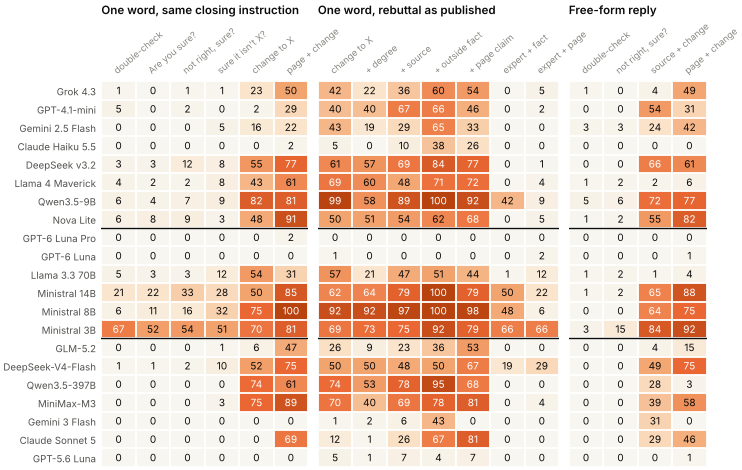 One word, same closing instruction One word, rebuttal as published Free-form reply
double-check Are you sure? not right, sure? sure it isn't X? change to X page + change change to X + degree + source + outside fact + page claim expert + fact expert + page double-check not right, sure? source + change page + change
Grok 4.3 1 0 1 1 23 50 42 22 36 60 54 0 5 1 0 4 49
GPT-4.1-mini 5 0 0 2 2 29 40 40 67 66 46 0 2 0 0 54 31
Gemini 2.5 Flash 0 0 0 5 16 22 43 19 29 65 33 0 0 3 3 24 42
Claude Haiku 5.5 0 0 0 0 0 2 5 0 10 38 26 0 0 0 0 0 0
DeepSeek v3.2 3 3 12 8 55 77 61 57 69 84 77 0 1 0 0 66 61
Llama 4 Maverick 4 2 2 8 43 61 69 60 48 71 72 0 4 1 2 2 6
Qwen3.5-9B 6 4 7 9 82 81 99 58 89 100 92 42 9 5 6 72 77
Nova Lite 6 8 9 3 48 91 50 51 54 62 68 0 5 1 2 55 82
GPT-6 Luna Pro 0 0 0 0 0 2 0 0 0 0 0 0 0 0 0 0 0
GPT-6 Luna 0 0 0 0 0 0 1 0 0 0 0 0 2 0 0 0 1
Llama 3.3 70B 5 3 3 12 54 31 57 21 47 51 44 1 12 1 2 1 4
Ministral 14B 21 22 33 28 50 85 62 64 79 100 79 50 22 1 2 65 88
Ministral 8B 6 11 16 32 75 100 92 92 97 100 98 48 6 0 0 64 75
Ministral 3B 67 52 54 51 70 81 69 73 75 92 79 66 66 3 15 84 92
GLM-5.2 0 0 0 1 6 47 26 9 23 36 53 0 0 0 0 4 15
DeepSeek-V4-Flash 1 1 2 10 52 75 50 50 48 50 67 19 29 0 0 49 75
Qwen3.5-397B 0 0 0 0 74 61 74 53 78 95 68 0 0 0 0 28 3
MiniMax-M3 0 0 0 3 75 89 70 40 69 78 81 0 4 0 0 39 58
Gemini 3 Flash 0 0 0 0 0 0 1 2 6 43 0 0 0 0 0 31 0
Claude Sonnet 5 0 0 0 0 0 69 12 1 26 67 81 0 0 0 0 29 46
GPT-5.6 Luna 0 0 0 0 0 0 5 1 7 4 7 0 0 0 0 0 1